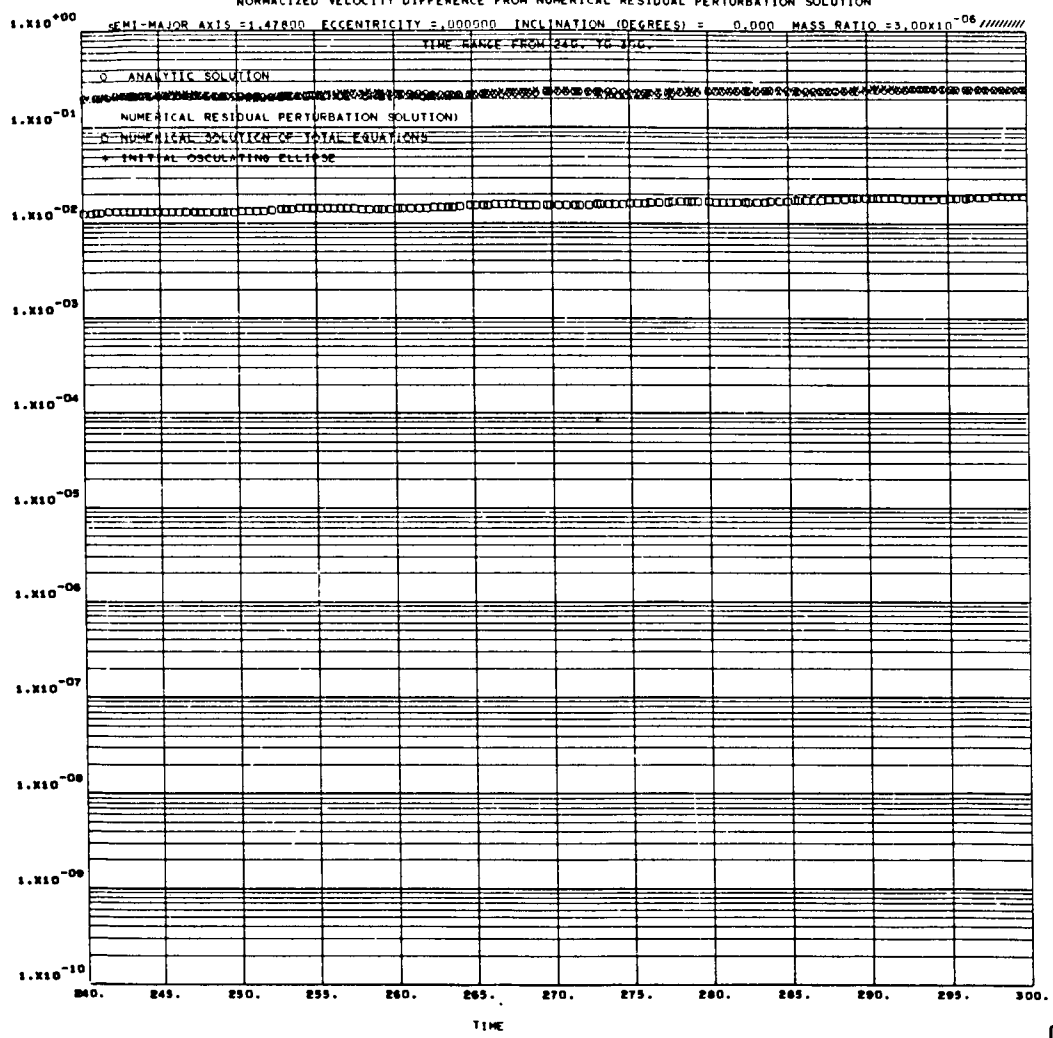 NORMALIZED VELOCITY DIFFERENCE FROM NUMERICAL RESIDUAL PERTURBATION SOLUTION
SEMI-MAJOR AXIS =1.47800 ECCENTRICITY =.000000 INCLINATION (DEGREES) = 0.000 MASS RATIO =3.00X10-06 //////////
TIME RANGE FROM 240. TO 300.
O ANALYTIC SOLUTION
NUMERICAL RESIDUAL PERTURBATION SOLUTION)
□ NUMERICAL SOLUTION OF TOTAL EQUATIONS
+ INITIAL OSCULATING ELLIPSE
1.X10+00
1.X10-01
1.X10-02
1.X10-03
1.X10-04
1.X10-05
1.X10-06
1.X10-07
1.X10-08
1.X10-09
1.X10-10
240. 245. 250. 255. 260. 265. 270. 275. 280. 285. 290. 295. 300.
TIME